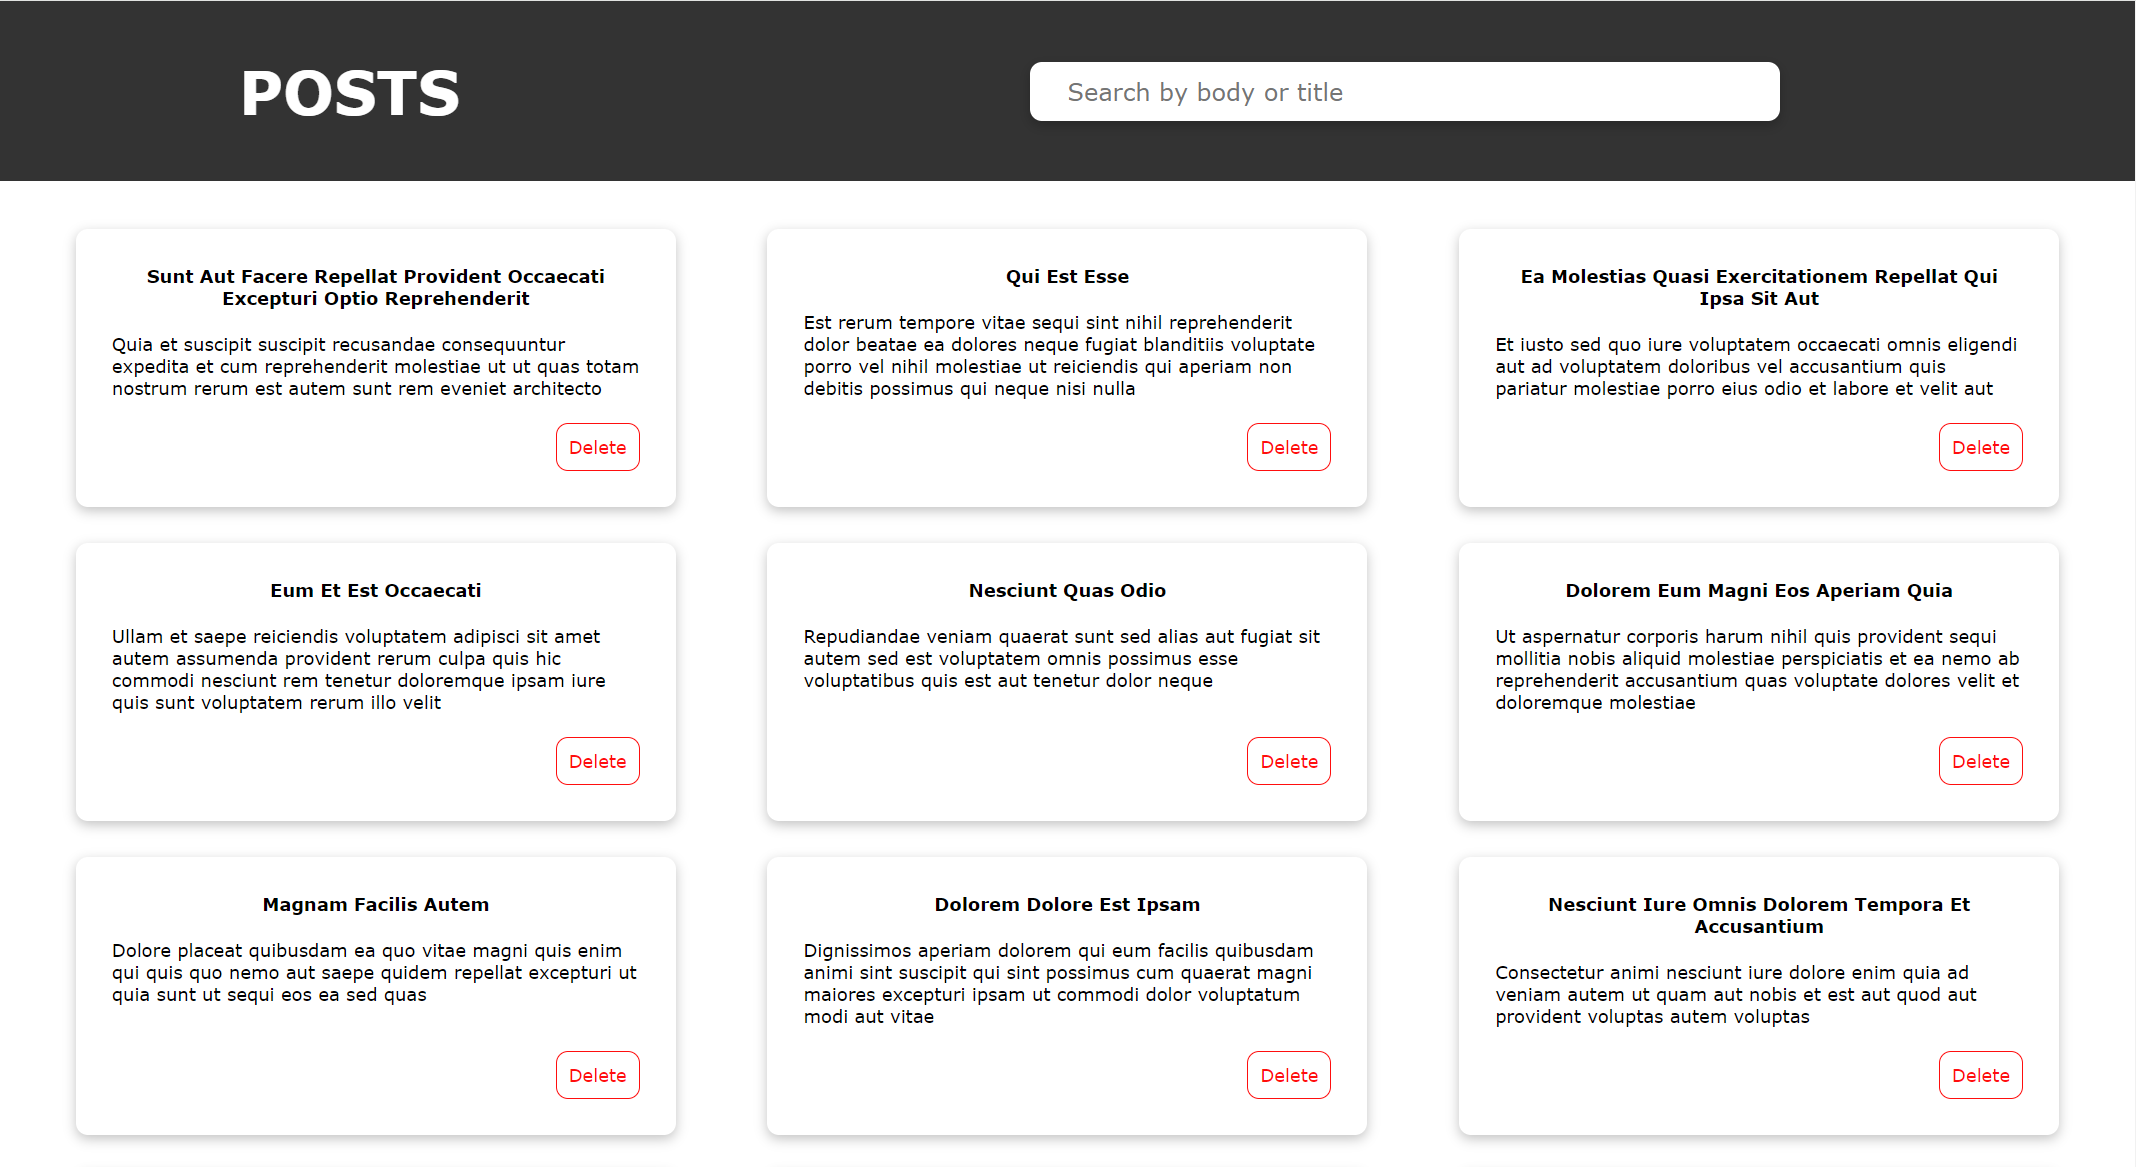 POSTS
Search by body or title
Sunt Aut Facere Repellat Provident Occaecati
Excepturi Optio Reprehenderit
Quia et suscipit suscipit recusandae consequuntur
expedita et cum reprehenderit molestiae ut ut quas totam
nostrum rerum est autem sunt rem eveniet architecto
Delete
Qui Est Esse
Est rerum tempore vitae sequi sint nihil reprehenderit
dolor beatae ea dolores neque fugiat blanditiis voluptate
porro vel nihil molestiae ut reiciendis qui aperiam non
debitis possimus qui neque nisi nulla
Delete
Ea Molestias Quasi Exercitationem Repellat Qui
Ipsa Sit Aut
Et iusto sed quo iure voluptatem occaecati omnis eligendi
aut ad voluptatem doloribus vel accusantium quis
pariatur molestiae porro eius odio et labore et velit aut
Delete
Eum Et Est Occaecati
Ullam et saepe reiciendis voluptatem adipisci sit amet
autem assumenda provident rerum culpa quis hic
commodi nesciunt rem tenetur doloremque ipsam iure
quis sunt voluptatem rerum illo velit
Delete
Nesciunt Quas Odio
Repudiandae veniam quaerat sunt sed alias aut fugiat sit
autem sed est voluptatem omnis possimus esse
voluptatibus quis est aut tenetur dolor neque
Delete
Dolorem Eum Magni Eos Aperiam Quia
Ut aspernatur corporis harum nihil quis provident sequi
mollitia nobis aliquid molestiae perspiciatis et ea nemo ab
reprehenderit accusantium quas voluptate dolores velit et
doloremque molestiae
Delete
Magnam Facilis Autem
Dolore placeat quibusdam ea quo vitae magni quis enim
qui quis quo nemo aut saepe quidem repellat excepturi ut
quia sunt ut sequi eos ea sed quas
Delete
Dolorem Dolore Est Ipsam
Dignissimos aperiam dolorem qui eum facilis quibusdam
animi sint suscipit qui sint possimus cum quaerat magni
maiores excepturi ipsam ut commodi dolor voluptatum
modi aut vitae
Delete
Nesciunt Iure Omnis Dolorem Tempora Et
Accusantium
Consectetur animi nesciunt iure dolore enim quia ad
veniam autem ut quam aut nobis et est aut quod aut
provident voluptas autem voluptas
Delete